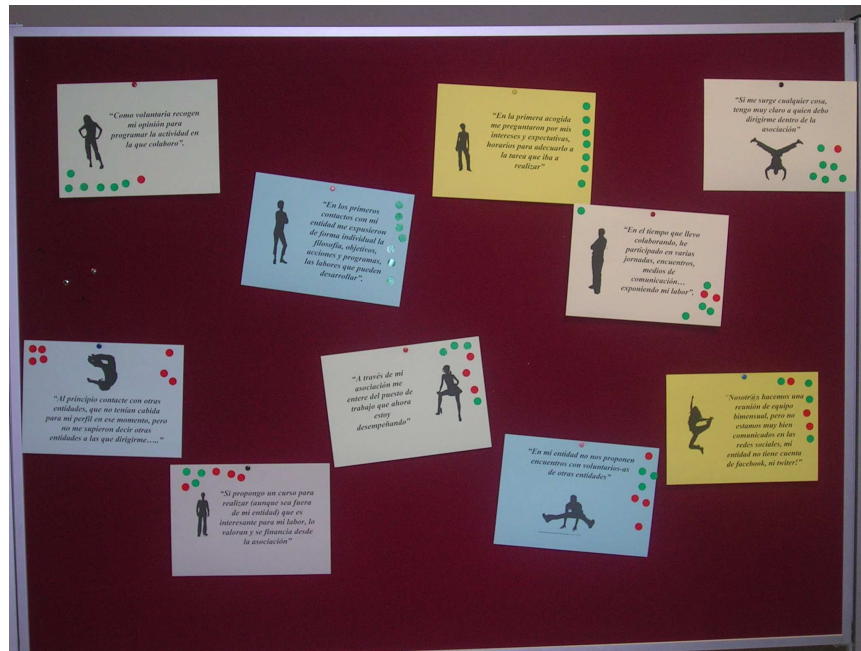 “Como voluntaria recogen
mi opinión para
programar la actividad en
la que colaboro”.
“En la primera acogida
me preguntaron por mis
intereses y expectativas,
horarios para adecuarlo a
la tarea que iba a
realizar”
“Si me surge cualquier cosa,
tengo muy claro a quien debo
dirigirme dentro de la
asociación”
“En los primeros
contactos con mi
entidad me expusieron
de forma individual la
filosofía, objetivos,
acciones y programas,
las labores que pueden
desarrollar”.
“En el tiempo que llevo
colaborando, he
participado en varias
jornadas, encuentros,
medios de
comunicación…
exponiendo mi labor”.
“Al principio contacte con otras
entidades, que no tenían cabida
para mi perfil en ese momento, pero
no me supieron decir otras
entidades a las que dirigirme…..”
“A través de mi
asociación me
entere del puesto de
trabajo que ahora
estoy
desempeñando”
“Nosotr@s hacemos una
reunión de equipo
bimensual, pero no
estamos muy bien
comunicados en las
redes sociales, mi
entidad no tiene cuenta
de facebook, ni twiter!”
“En mi entidad no nos proponen
encuentros con voluntarios-as
de otras entidades”
“Si propongo un curso para
realizar (aunque sea fuera
de mi entidad) que es
interesante para mi labor, lo
valoran y se financia desde
la asociación”